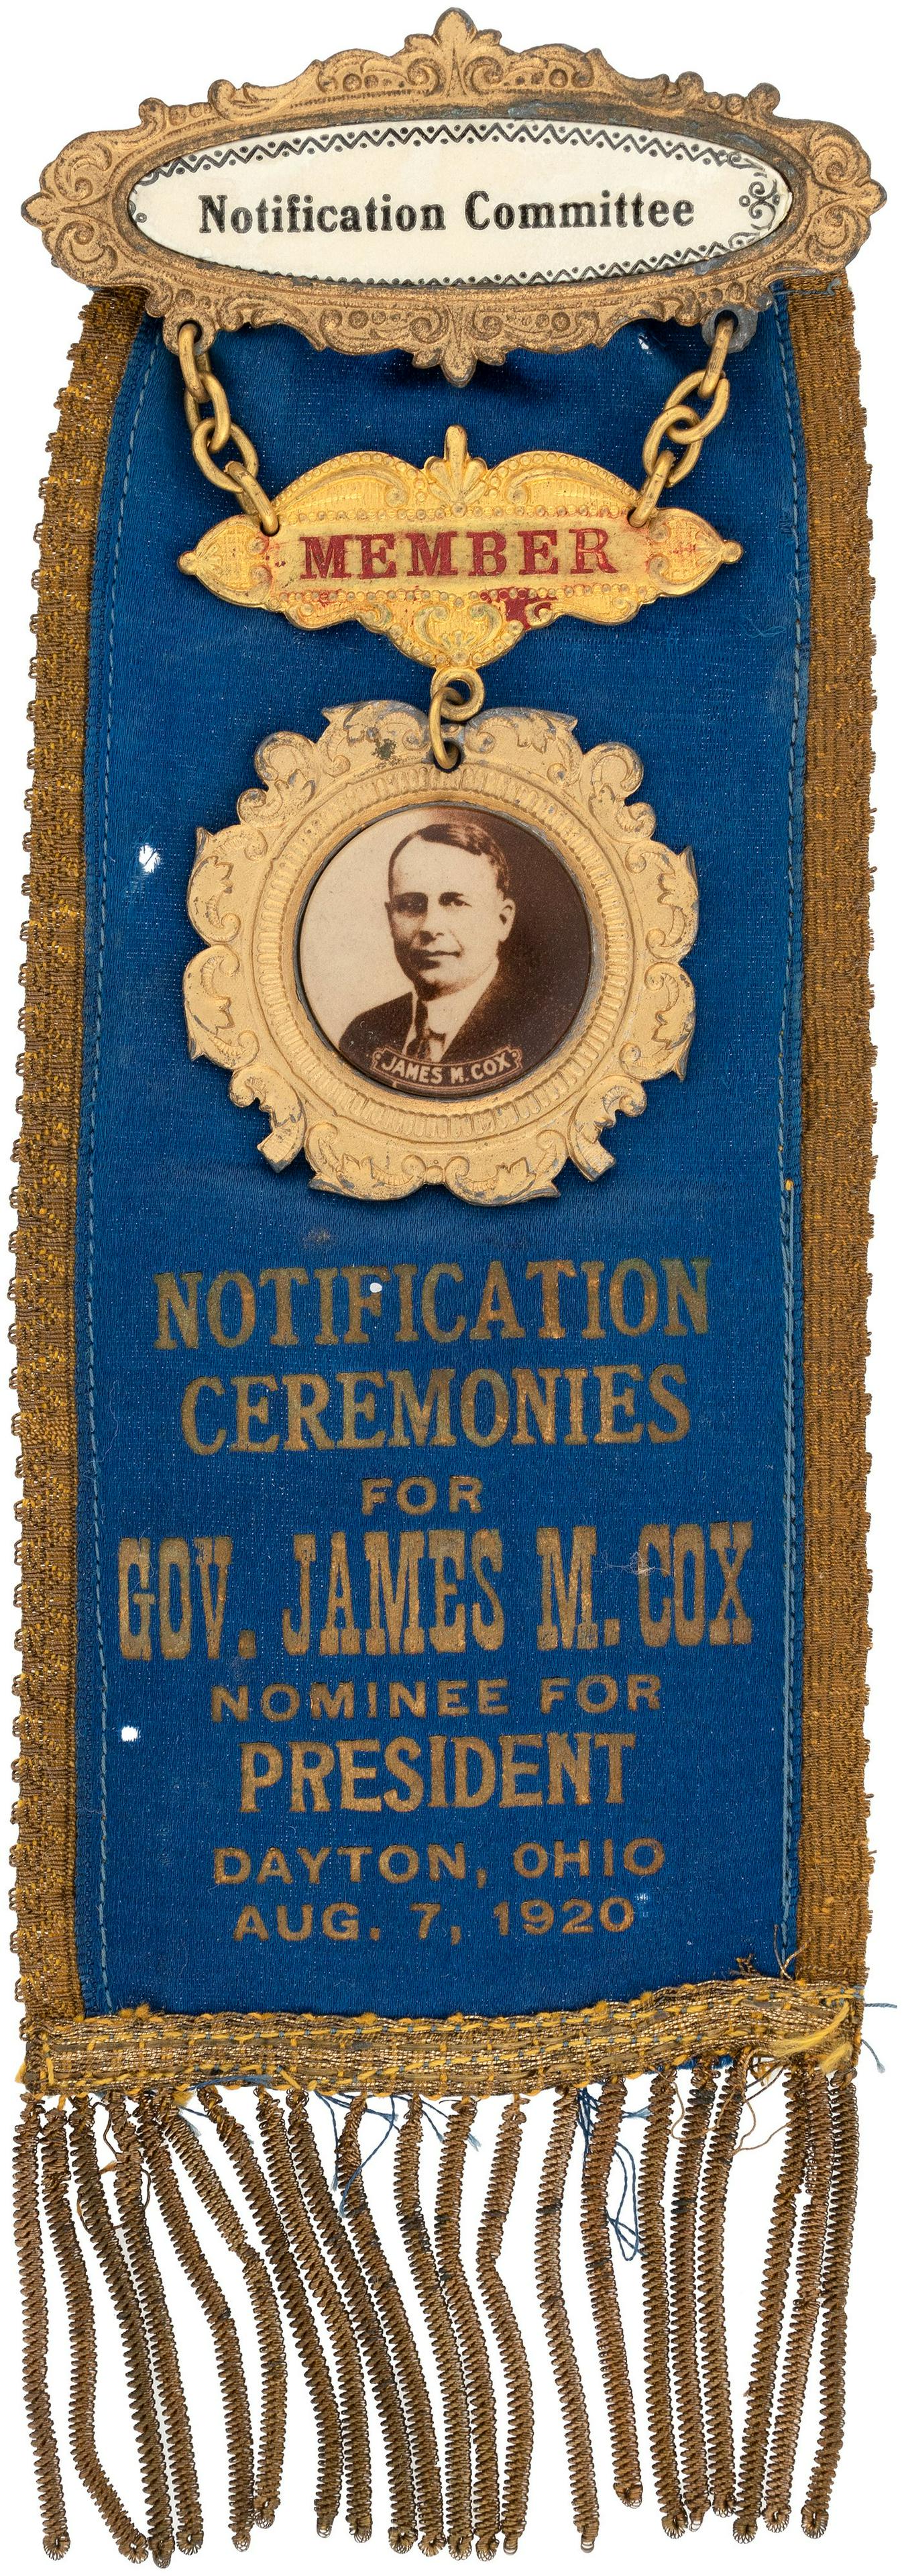 Notification Committee
MEMBER
JAMES M. COX
NOTIFICATION
CEREMONIES
FOR
GOV. JAMES M. COX
NOMINEE FOR
PRESIDENT
DAYTON, OHIO
AUG. 7, 1920